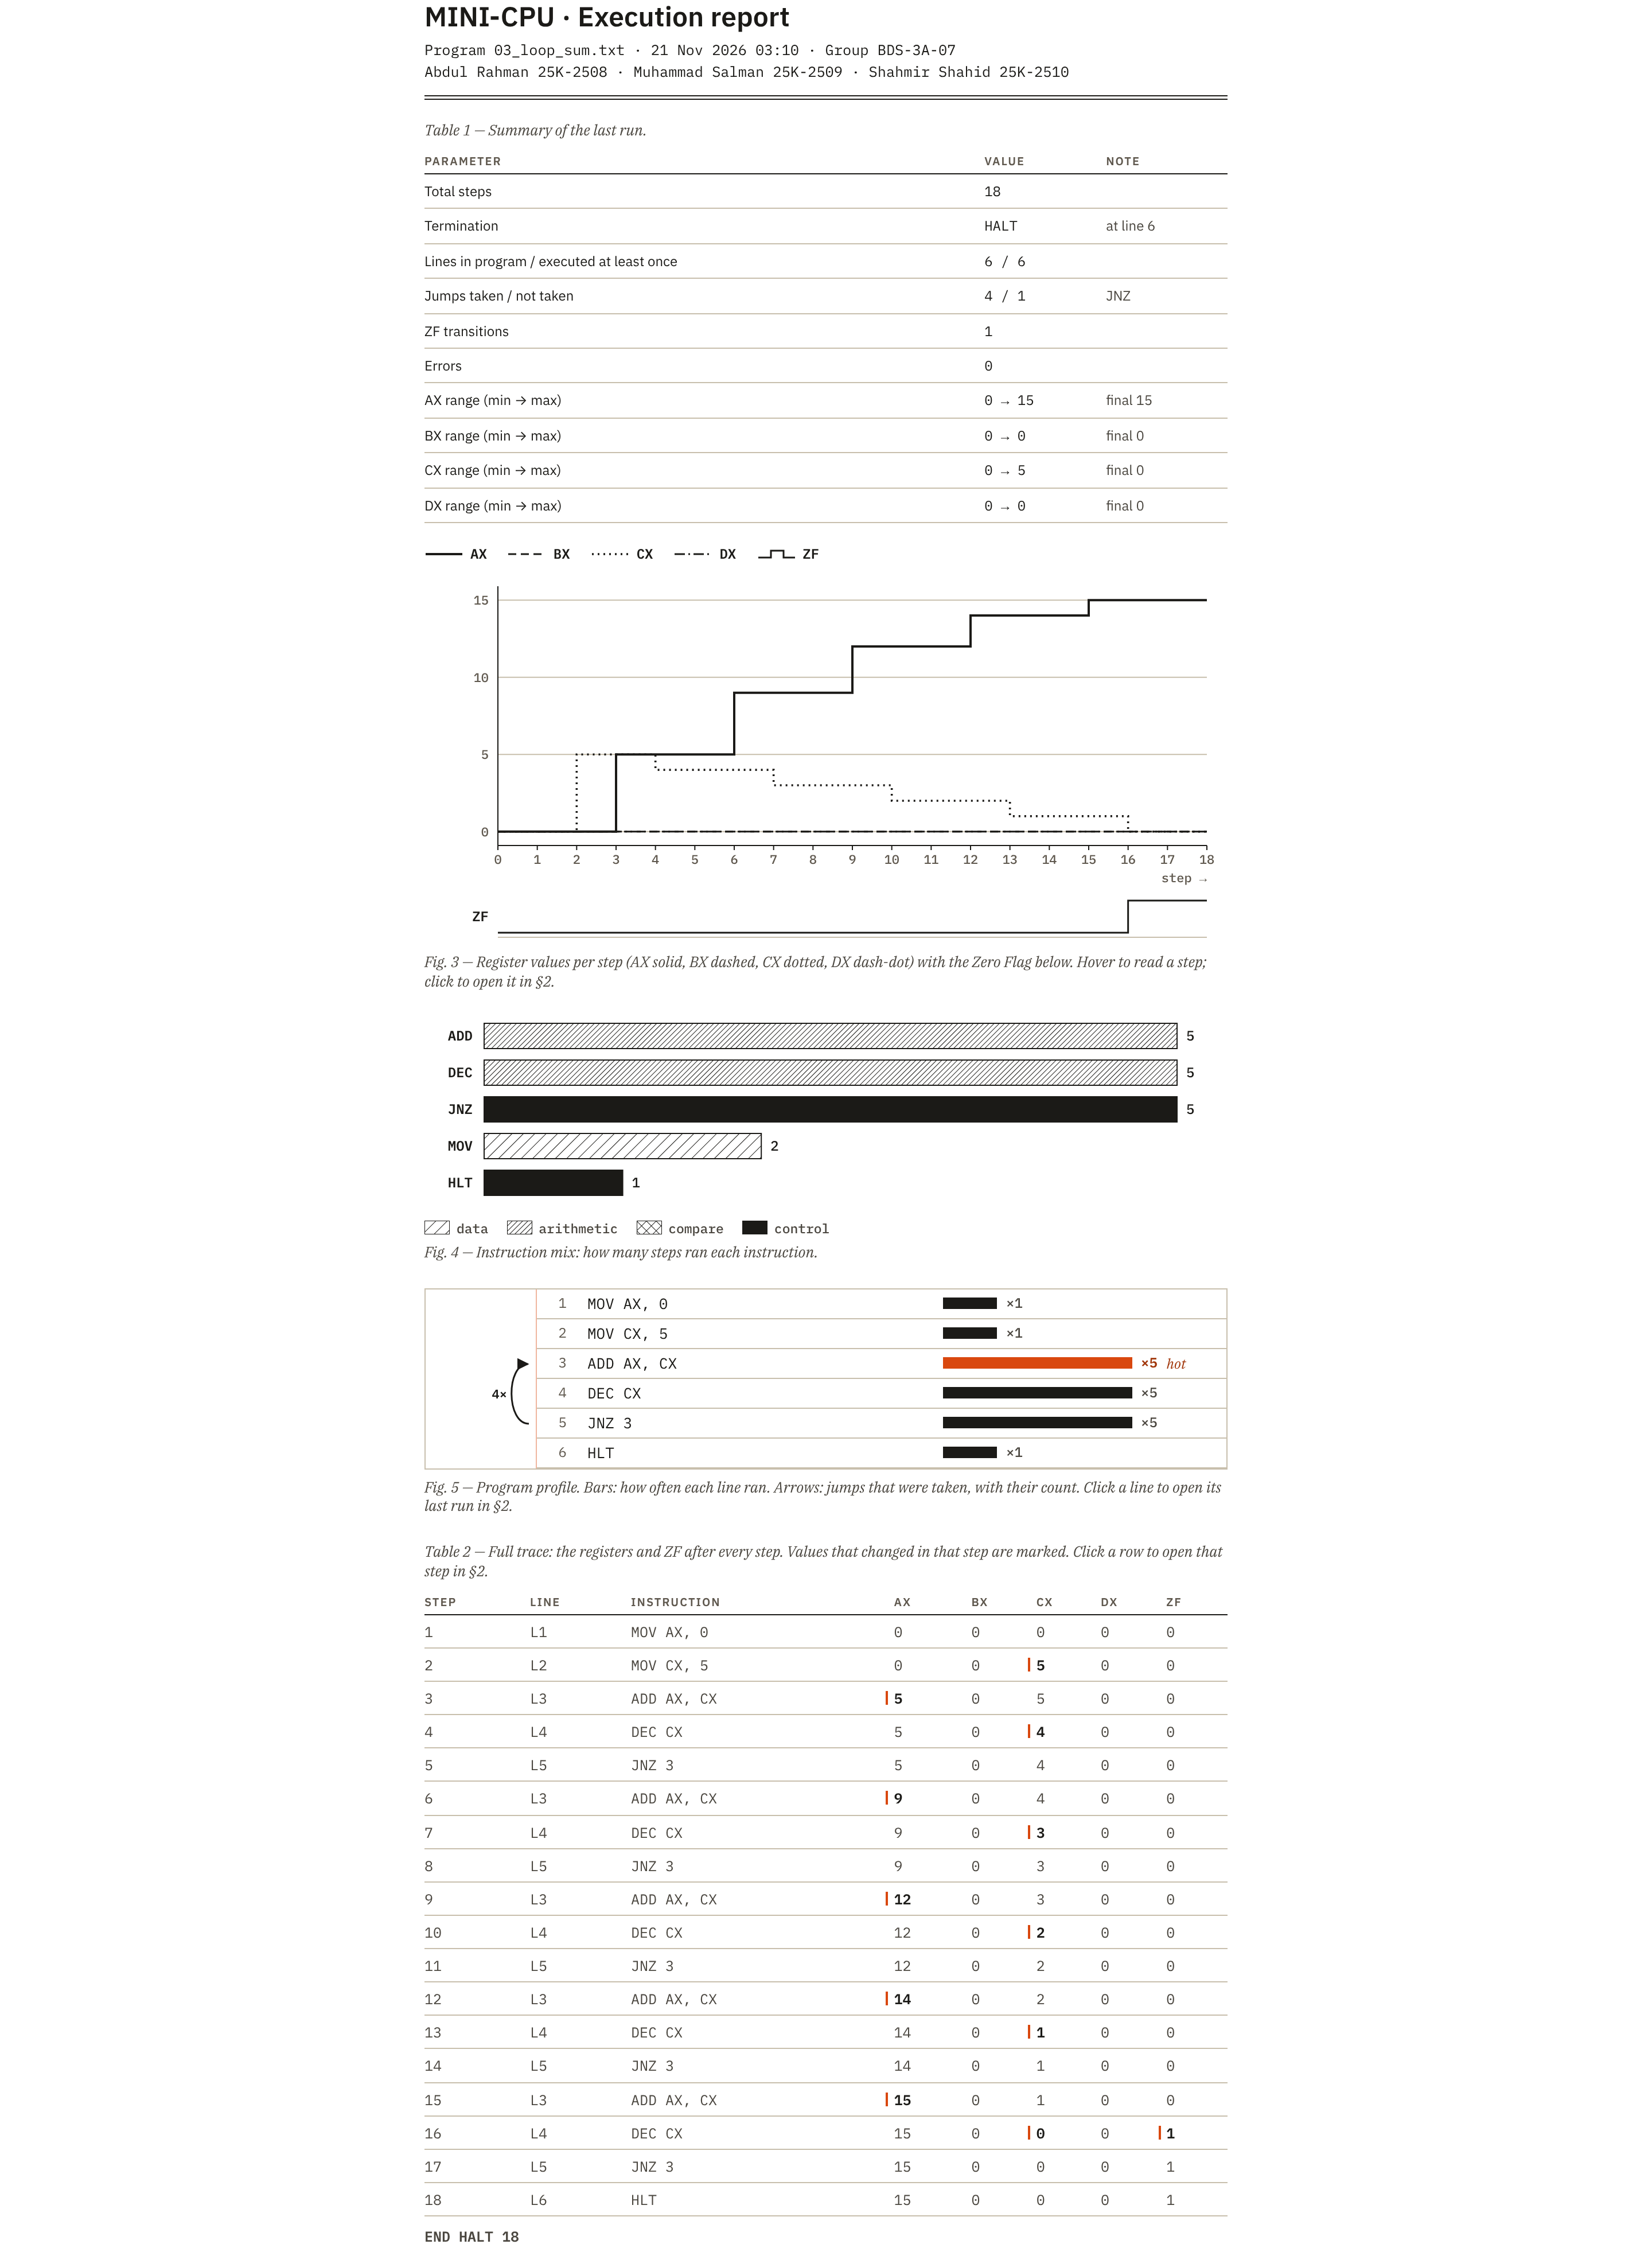 MINI-CPU · Execution report
Program 03_loop_sum.txt · 21 Nov 2026 03:10 · Group BDS-3A-07
Abdul Rahman 25K-2508 · Muhammad Salman 25K-2509 · Shahmir Shahid 25K-2510
Table 1 — Summary of the last run.
PARAMETER VALUE NOTE
Total steps 18
Termination HALT at line 6
Lines in program / executed at least once 6 / 6
Jumps taken / not taken 4 / 1 JNZ
ZF transitions 1
Errors 0
AX range (min → max) 0 → 15 final 15
BX range (min → max) 0 → 0 final 0
CX range (min → max) 0 → 5 final 0
DX range (min → max) 0 → 0 final 0
AX BX CX DX ZF
15
10
5
0
0 1 2 3 4 5 6 7 8 9 10 11 12 13 14 15 16 17 18
step →
ZF
Fig. 3 — Register values per step (AX solid, BX dashed, CX dotted, DX dash-dot) with the Zero Flag below. Hover to read a step;
click to open it in §2.
ADD 5
DEC 5
JNZ 5
MOV 2
HLT 1
data arithmetic compare control
Fig. 4 — Instruction mix: how many steps ran each instruction.
1 MOV AX, 0 ×1
2 MOV CX, 5 ×1
3 ADD AX, CX ×5 hot
4× 4 DEC CX ×5
5 JNZ 3 ×5
6 HLT ×1
Fig. 5 — Program profile. Bars: how often each line ran. Arrows: jumps that were taken, with their count. Click a line to open its
last run in §2.
Table 2 — Full trace: the registers and ZF after every step. Values that changed in that step are marked. Click a row to open that
step in §2.
STEP LINE INSTRUCTION AX BX CX DX ZF
1 L1 MOV AX, 0 0 0 0 0 0
2 L2 MOV CX, 5 0 0 5 0 0
3 L3 ADD AX, CX 5 0 5 0 0
4 L4 DEC CX 5 0 4 0 0
5 L5 JNZ 3 5 0 4 0 0
6 L3 ADD AX, CX 9 0 4 0 0
7 L4 DEC CX 9 0 3 0 0
8 L5 JNZ 3 9 0 3 0 0
9 L3 ADD AX, CX 12 0 3 0 0
10 L4 DEC CX 12 0 2 0 0
11 L5 JNZ 3 12 0 2 0 0
12 L3 ADD AX, CX 14 0 2 0 0
13 L4 DEC CX 14 0 1 0 0
14 L5 JNZ 3 14 0 1 0 0
15 L3 ADD AX, CX 15 0 1 0 0
16 L4 DEC CX 15 0 0 0 1
17 L5 JNZ 3 15 0 0 0 1
18 L6 HLT 15 0 0 0 1
END HALT 18